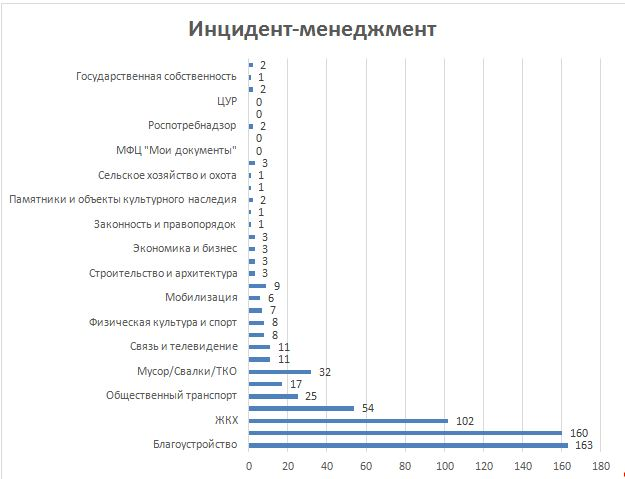 Инцидент-менеджмент
2
Государственная собственность 1
2
ЦУР 0
0
Роспотребнадзор 2
0
МФЦ "Мои документы" 0
3
Сельское хозяйство и охота 1
1
Памятники и объекты культурного наследия 2
1
Законность и правопорядок 1
3
Экономика и бизнес 3
3
Строительство и архитектура 3
9
Мобилизация 6
7
Физическая культура и спорт 8
8
Связь и телевидение 11
11
Мусор/Свалки/ТКО 32
17
Общественный транспорт 25
54
ЖКХ 102
160
Благоустройство 163
0 20 40 60 80 100 120 140 160 180